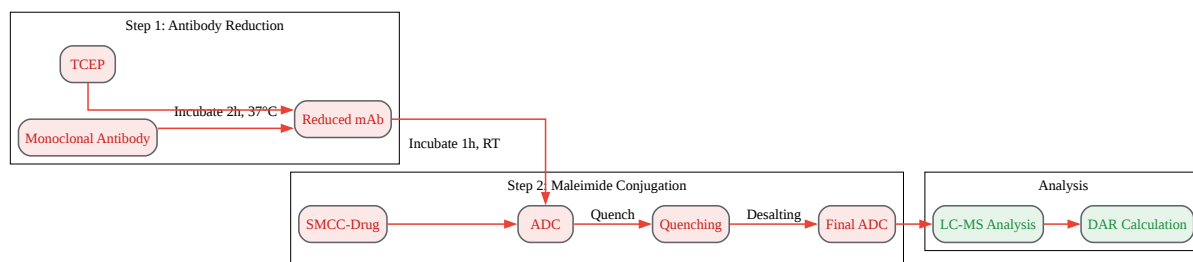 Step 1: Antibody Reduction
TCEP
Incubate 2h, 37°C
Monoclonal Antibody
Reduced mAb
Incubate 1h, RT
Step 2: Maleimide Conjugation
SMCC-Drug
ADC
Quench
Quenching
Desalting
Final ADC
Analysis
LC-MS Analysis
DAR Calculation